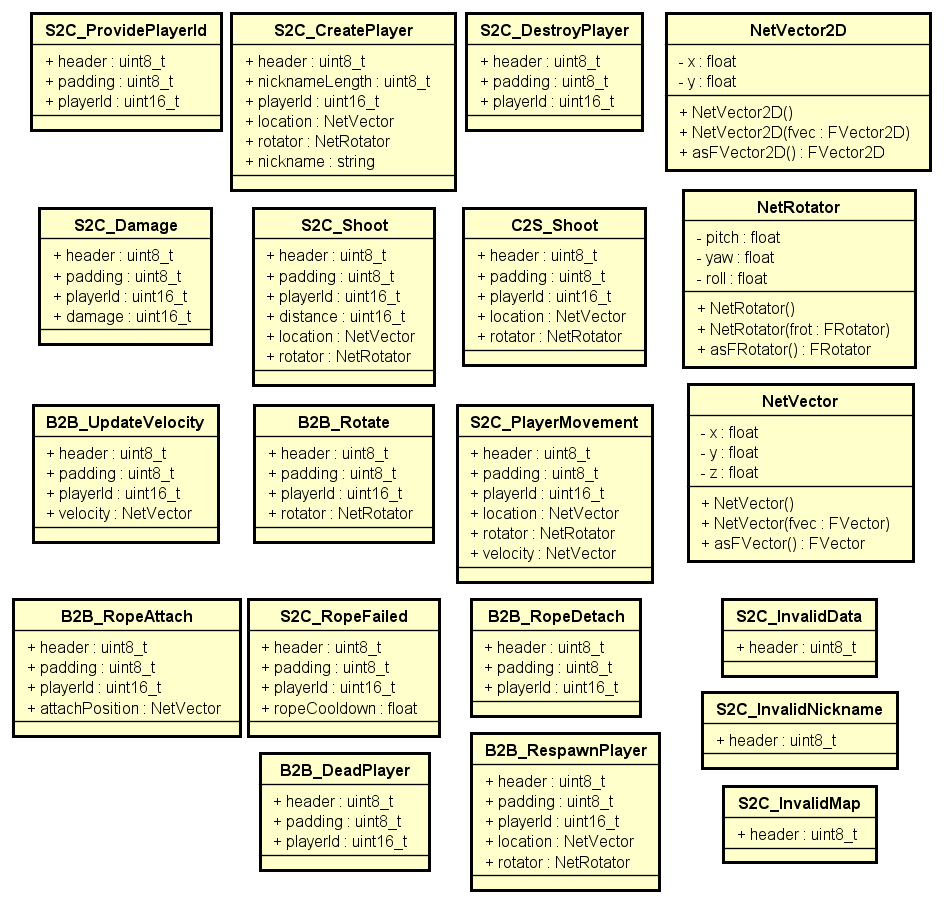 S2C_ProvidePlayerId
+ header : uint8_t
+ padding : uint8_t
+ playerId : uint16_t
S2C_CreatePlayer
+ header : uint8_t
+ nicknameLength : uint8_t
+ playerId : uint16_t
+ location : NetVector
+ rotator : NetRotator
+ nickname : string
S2C_DestroyPlayer
+ header : uint8_t
+ padding : uint8_t
+ playerId : uint16_t
NetVector2D
- x : float
- y : float
+ NetVector2D()
+ NetVector2D(fvec : FVector2D)
+ asFVector2D() : FVector2D
S2C_Damage
+ header : uint8_t
+ padding : uint8_t
+ playerId : uint16_t
+ damage : uint16_t
S2C_Shoot
+ header : uint8_t
+ padding : uint8_t
+ playerId : uint16_t
+ distance : uint16_t
+ location : NetVector
+ rotator : NetRotator
C2S_Shoot
+ header : uint8_t
+ padding : uint8_t
+ playerId : uint16_t
+ location : NetVector
+ rotator : NetRotator
NetRotator
- pitch : float
- yaw : float
- roll : float
+ NetRotator()
+ NetRotator(frot : FRotator)
+ asFRotator() : FRotator
B2B_UpdateVelocity
+ header : uint8_t
+ padding : uint8_t
+ playerId : uint16_t
+ velocity : NetVector
B2B_Rotate
+ header : uint8_t
+ padding : uint8_t
+ playerId : uint16_t
+ rotator : NetRotator
S2C_PlayerMovement
+ header : uint8_t
+ padding : uint8_t
+ playerId : uint16_t
+ location : NetVector
+ rotator : NetRotator
+ velocity : NetVector
NetVector
- x : float
- y : float
- z : float
+ NetVector()
+ NetVector(fvec : FVector)
+ asFVector() : FVector
B2B_RopeAttach
+ header : uint8_t
+ padding : uint8_t
+ playerId : uint16_t
+ attachPosition : NetVector
S2C_RopeFailed
+ header : uint8_t
+ padding : uint8_t
+ playerId : uint16_t
+ ropeCooldown : float
B2B_RopeDetach
+ header : uint8_t
+ padding : uint8_t
+ playerId : uint16_t
S2C_InvalidData
+ header : uint8_t
S2C_InvalidNickname
+ header : uint8_t
B2B_DeadPlayer
+ header : uint8_t
+ padding : uint8_t
+ playerId : uint16_t
B2B_RespawnPlayer
+ header : uint8_t
+ padding : uint8_t
+ playerId : uint16_t
+ location : NetVector
+ rotator : NetRotator
S2C_InvalidMap
+ header : uint8_t